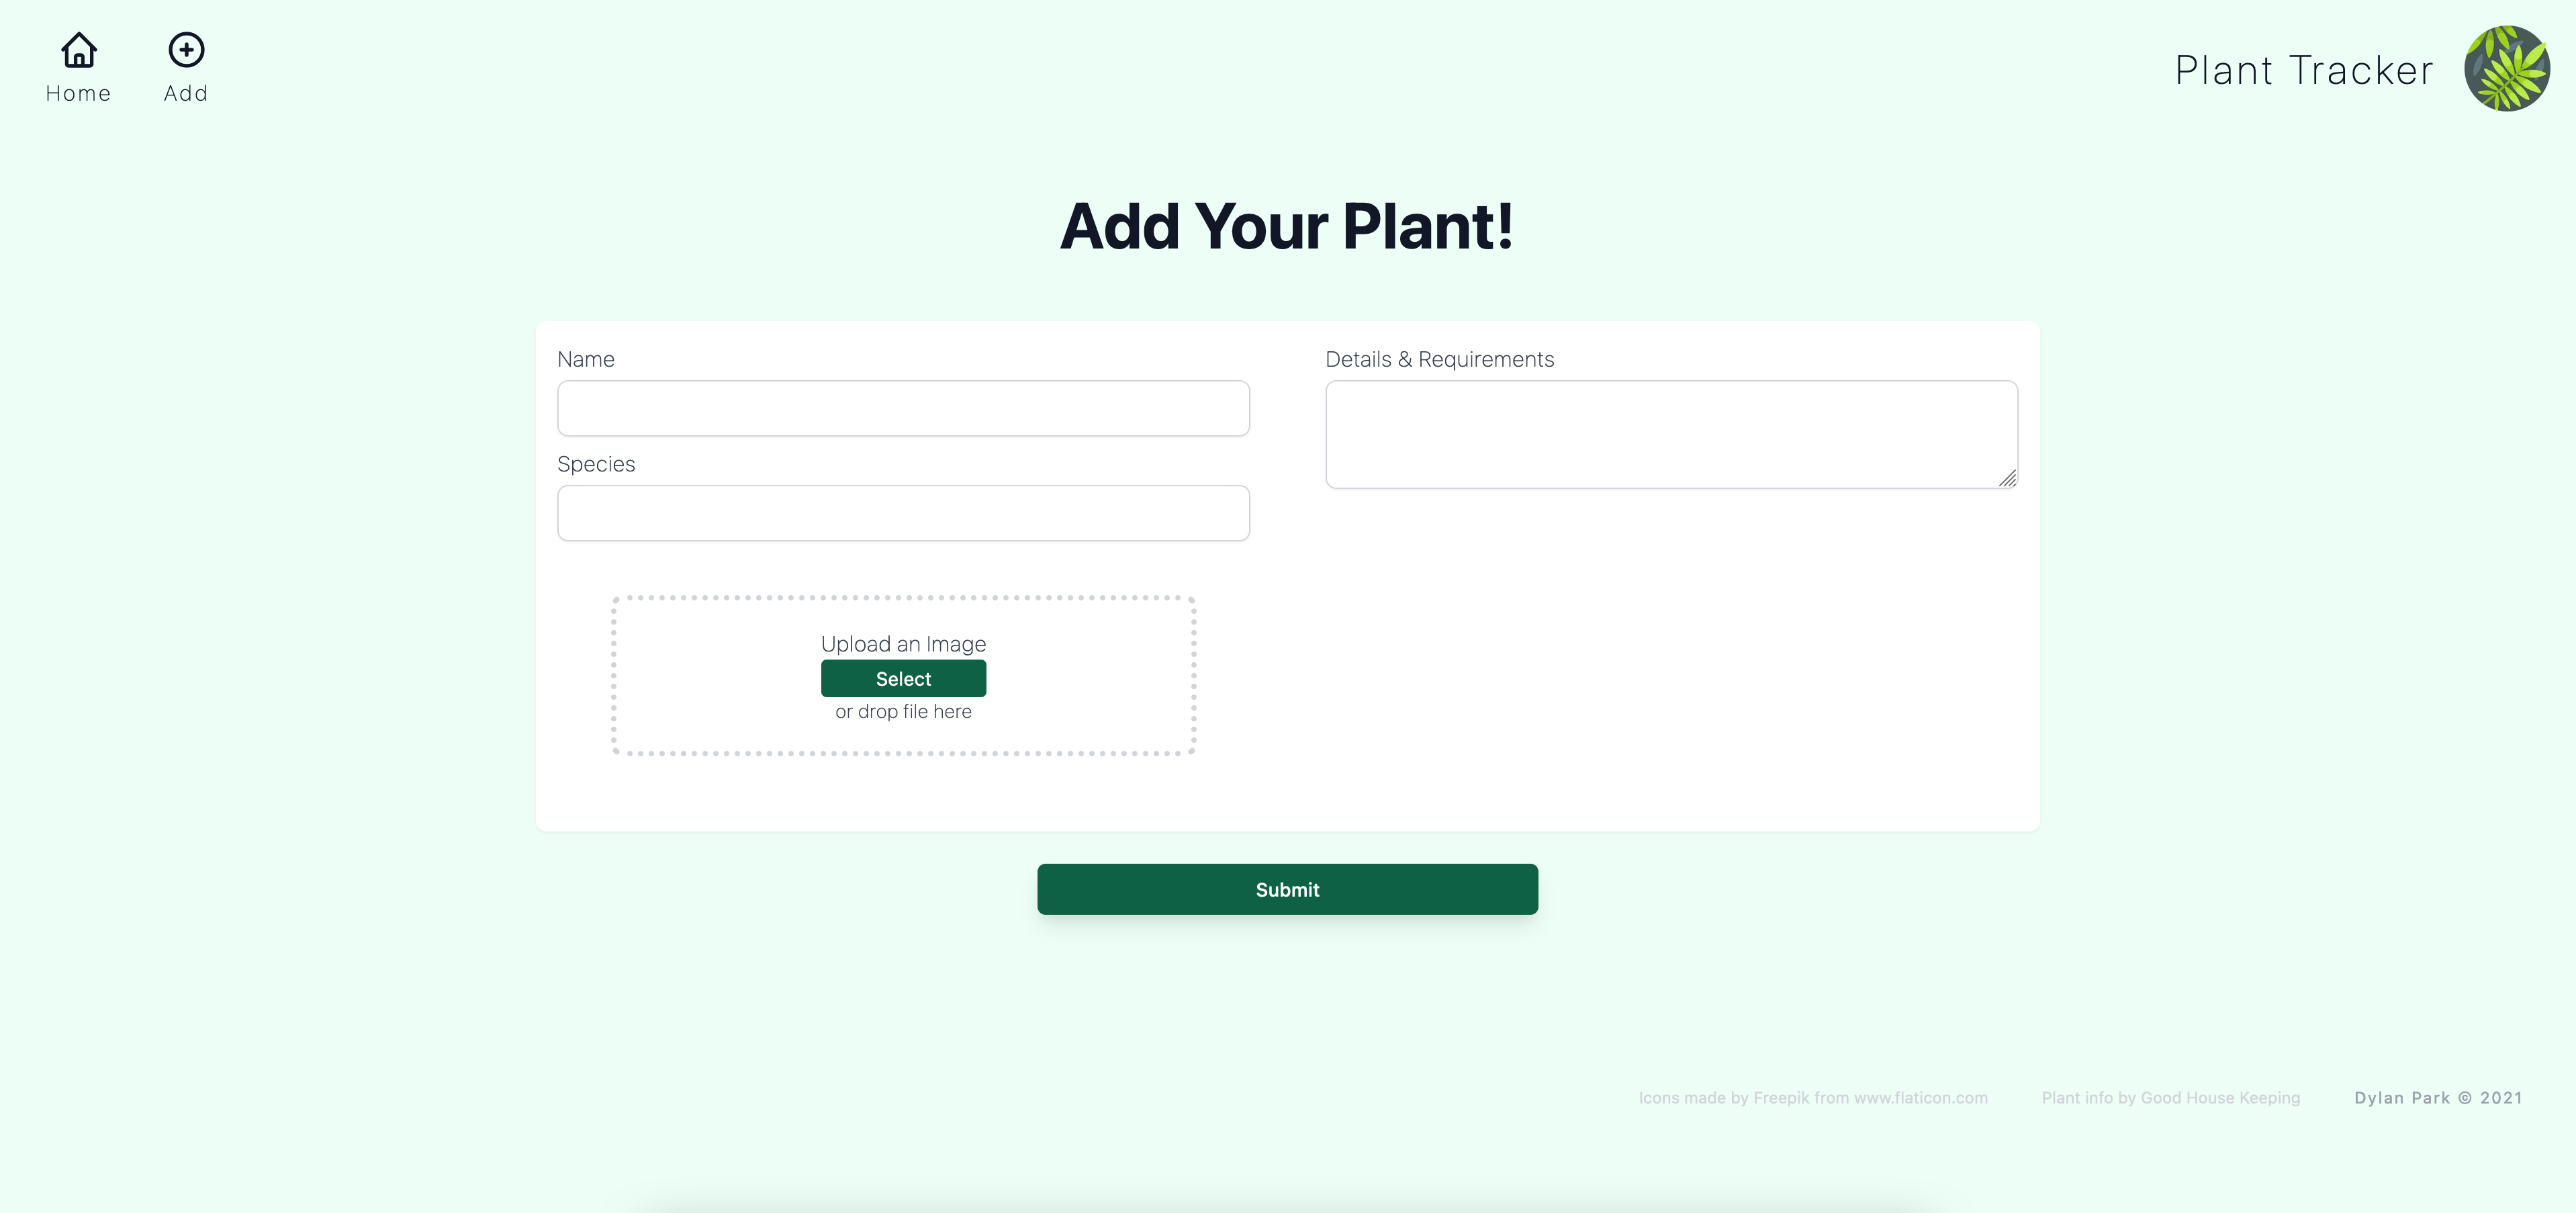 Home
Add
Plant Tracker
Add Your Plant!
Name
Details & Requirements
Species
Upload an Image
Select
or drop file here
Submit
Icons made by Freepik from www.flaticon.com
Plant info by Good House Keeping
Dylan Park © 2021